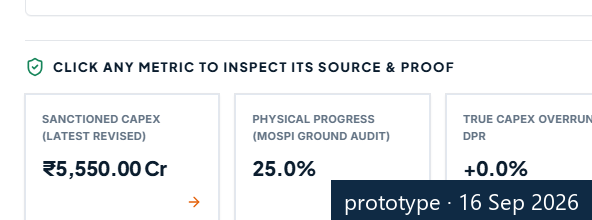 CLICK ANY METRIC TO INSPECT ITS SOURCE & PROOF
SANCTIONED CAPEX
(LATEST REVISED)
₹5,550.00 Cr
PHYSICAL PROGRESS
(MOSPI GROUND AUDIT)
25.0%
TRUE CAPEX
DPR
+0.0%
prototype · 16 Sep 2026